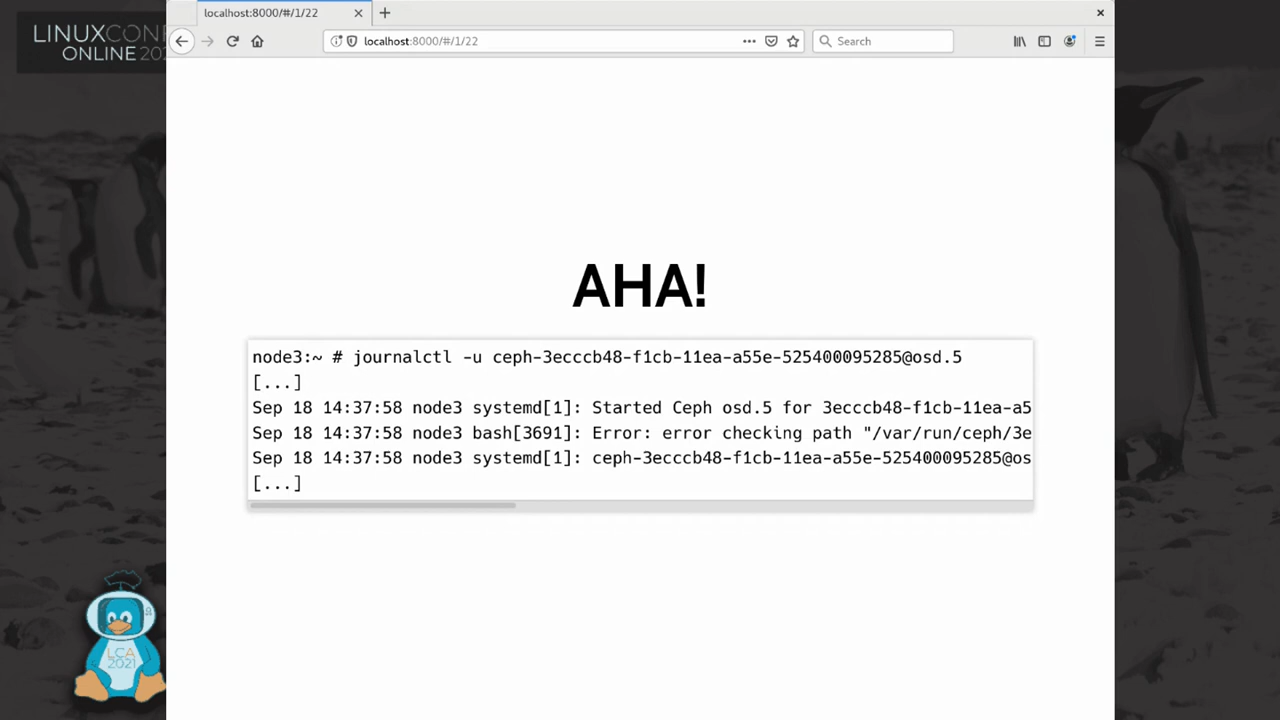 LINUXCONF
ONLINE 202
localhost:8000/#/1/22
localhost:8000/#/1/22
Search
AHA!
node3:~ # journalctl -u ceph-3ecccb48-f1cb-11ea-a55e-525400095285@osd.5
[...]
Sep 18 14:37:58 node3 systemd[1]: Started Ceph osd.5 for 3ecccb48-f1cb-11ea-a5
Sep 18 14:37:58 node3 bash[3691]: Error: error checking path "/var/run/ceph/3e
Sep 18 14:37:58 node3 systemd[1]: ceph-3ecccb48-f1cb-11ea-a55e-525400095285@os
[...]
LCA
2021